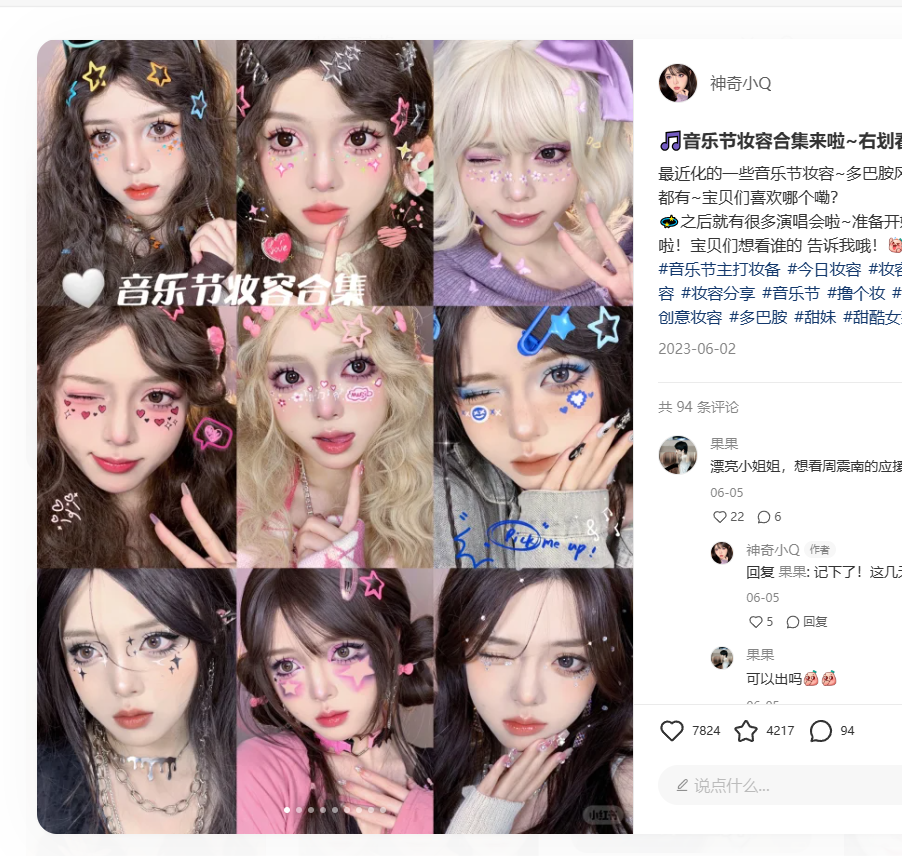 音乐节妆容合集
you're
Pick me up!
小红书
神奇小Q
音乐节妆容合集来啦~右划看
最近化的一些音乐节妆容~多巴胺风
都有~宝贝们喜欢哪个嘞?
之后就有很多演唱会啦~准备开
啦！宝贝们想看谁的 告诉我哦！
#音乐节主打妆备 #今日妆容 #妆容
容 #妆容分享 #音乐节 #撸个妆 #
创意妆容 #多巴胺 #甜妹 #甜酷女
2023-06-02
共 94 条评论
果果
漂亮小姐姐，想看周震南的应援
06-05
22 6
神奇小Q 作者
回复 果果: 记下了！这几天
06-05
5 回复
果果
可以出吗
06-05
7824 4217 94
说点什么...